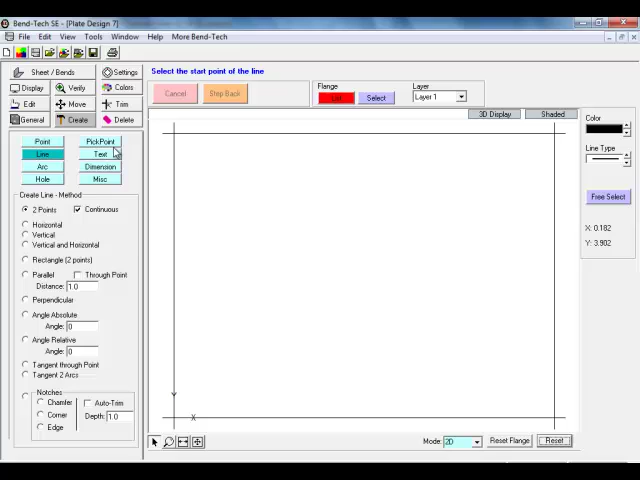 Bend-Tech SE - [Plate Design 7]
File Edit View Tools Window Help More Bend-Tech
Sheet / Bends Settings
Display Verify Colors
Edit Move Trim
General Create Delete
Select the start point of the line
Cancel Step Back
Flange
Select
Layer
Layer 1
3D Display Shaded
Point PickPoint
Line Text
Arc Dimension
Hole Misc
Create Line - Method
2 Points Continuous
Horizontal
Vertical
Vertical and Horizontal
Rectangle (2 points)
Parallel Through Point
Distance: 1.0
Perpendicular
Angle Absolute
Angle: 0
Angle Relative
Angle: 0
Tangent through Point
Tangent 2 Arcs
Notches
Chamfer Auto-Trim
Corner Depth: 1.0
Edge
Color
Line Type
Free Select
X: 0.182
Y: 3.902
Y
X
Mode: 2D Reset Flange Reset